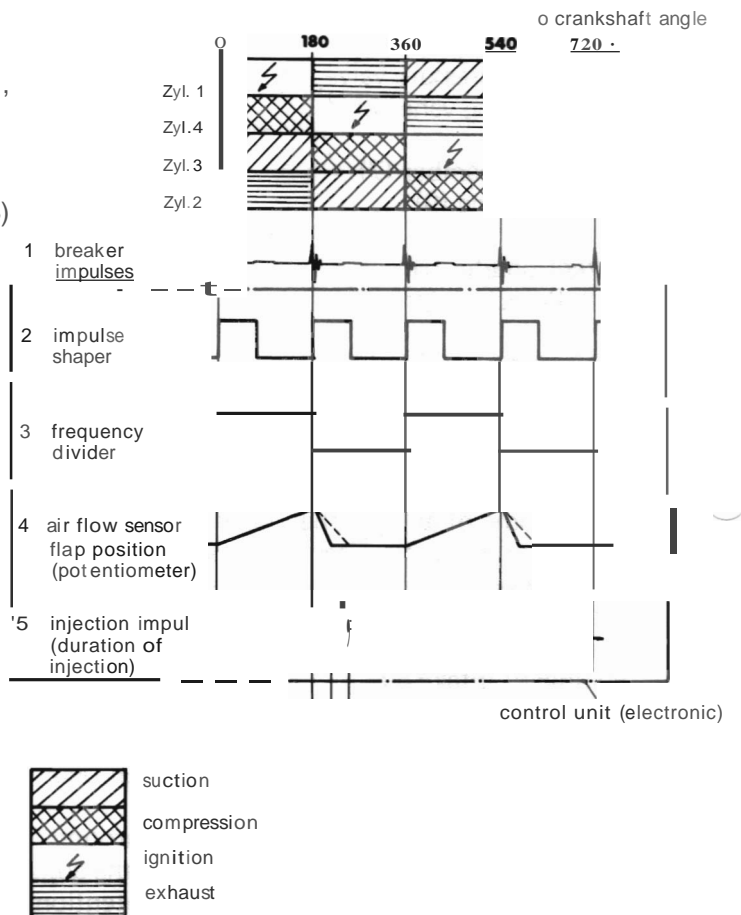 o crankshaft angle
O 180 360 540 720 ·
Zyl. 1
Zyl.4
Zyl.3
Zyl.2
1 breaker
impulses
2 impulse
shaper
3 frequency
divider
4 air flow sensor
flap position
(potentiometer)
'5 injection impul
(duration of
injection)
control unit (electronic)
suction
compression
ignition
exhaust